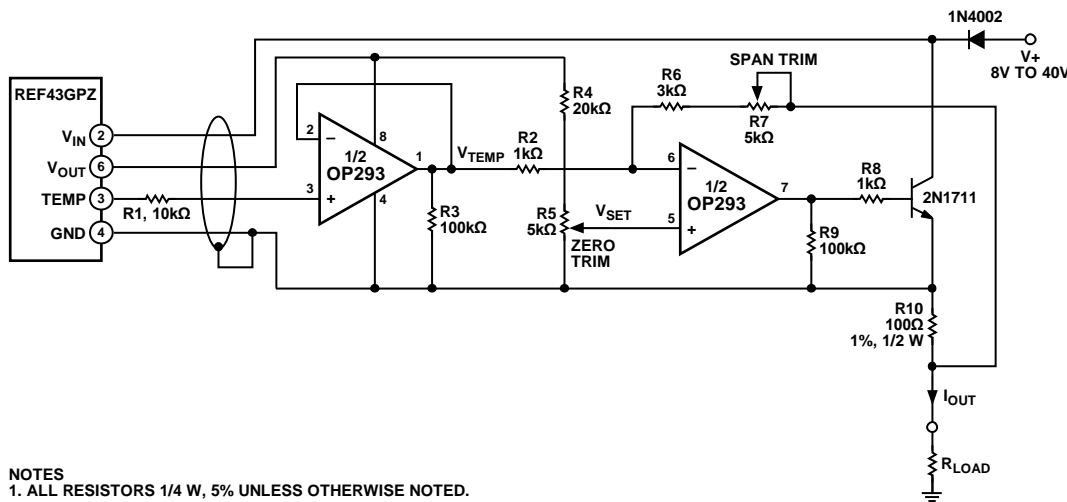 1N4002
V+
8V TO 40V
SPAN TRIM
REF43GPZ
R6
3kΩ
R7
5kΩ
R4
20kΩ
VIN
2
VOUT
6
TEMP
3
R1, 10kΩ
GND
4
2
8
1/2
OP293
1
3
4
VTEMP
R2
1kΩ
R3
100kΩ
R5
5kΩ
VSET
ZERO
TRIM
6
1/2
OP293
7
5
R8
1kΩ
2N1711
R9
100kΩ
R10
100Ω
1%, 1/2 W
IOUT
RLOAD
NOTES
1. ALL RESISTORS 1/4 W, 5% UNLESS OTHERWISE NOTED.